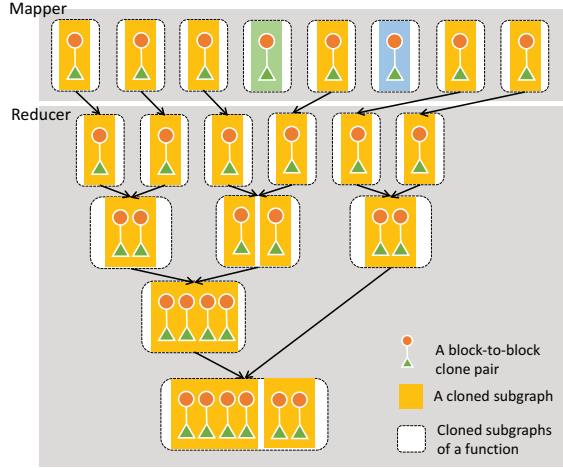 Mapper
Reducer
A block-to-block
clone pair
A cloned subgraph
Cloned subgraphs
of a function